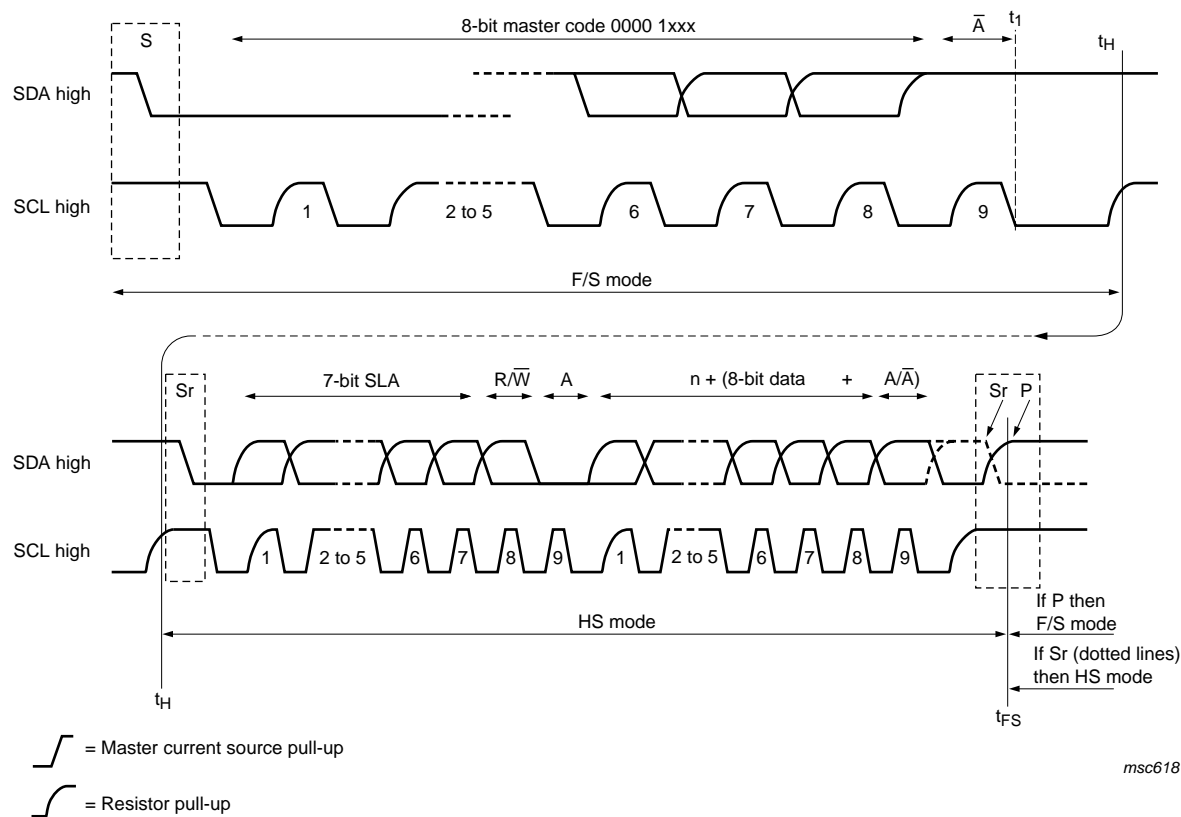 8-bit master code 0000 1xxx
A̅
t1
S
tH
SDA high
SCL high
1
2 to 5
6
7
8
9
F/S mode
Sr
7-bit SLA
R/W̅
A
n + (8-bit data + A/A̅)
Sr P
SDA high
SCL high
1
2 to 5
6
7
8
9
1
2 to 5
6
7
8
9
HS mode
If P then
F/S mode
If Sr (dotted lines)
then HS mode
tH
tFS
= Master current source pull-up
= Resistor pull-up
msc618